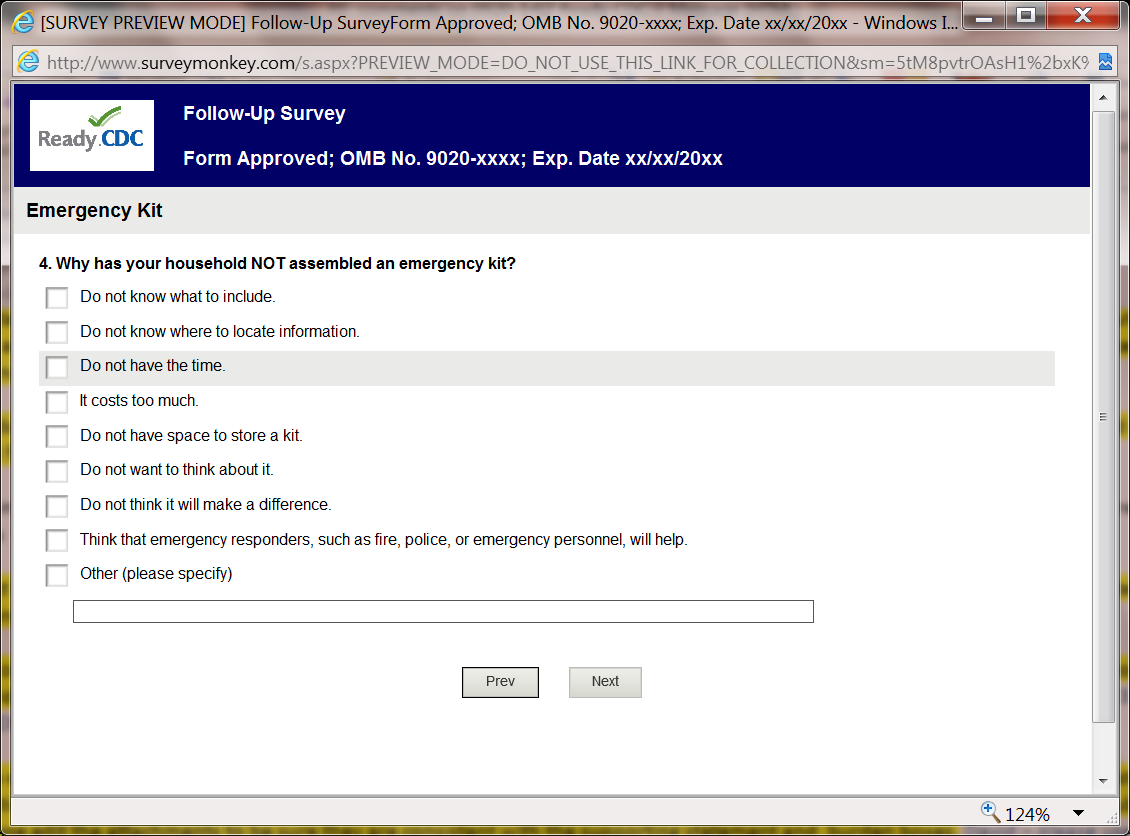 [SURVEY PREVIEW MODE] Follow-Up SurveyForm Approved; OMB No. 9020-xxxx; Exp. Date xx/xx/20xx - Windows I...
http://www.surveymonkey.com/s.aspx?PREVIEW_MODE=DO_NOT_USE_THIS_LINK_FOR_COLLECTION&sm=5tM8pvtrOAsH1%2bxK%
Ready.CDC
Follow-Up Survey
Form Approved; OMB No. 9020-xxxx; Exp. Date xx/xx/20xx
Emergency Kit
4. Why has your household NOT assembled an emergency kit?
Do not know what to include.
Do not know where to locate information.
Do not have the time.
It costs too much.
Do not have space to store a kit.
Do not want to think about it.
Do not think it will make a difference.
Think that emergency responders, such as fire, police, or emergency personnel, will help.
Other (please specify)
Prev
Next
124%